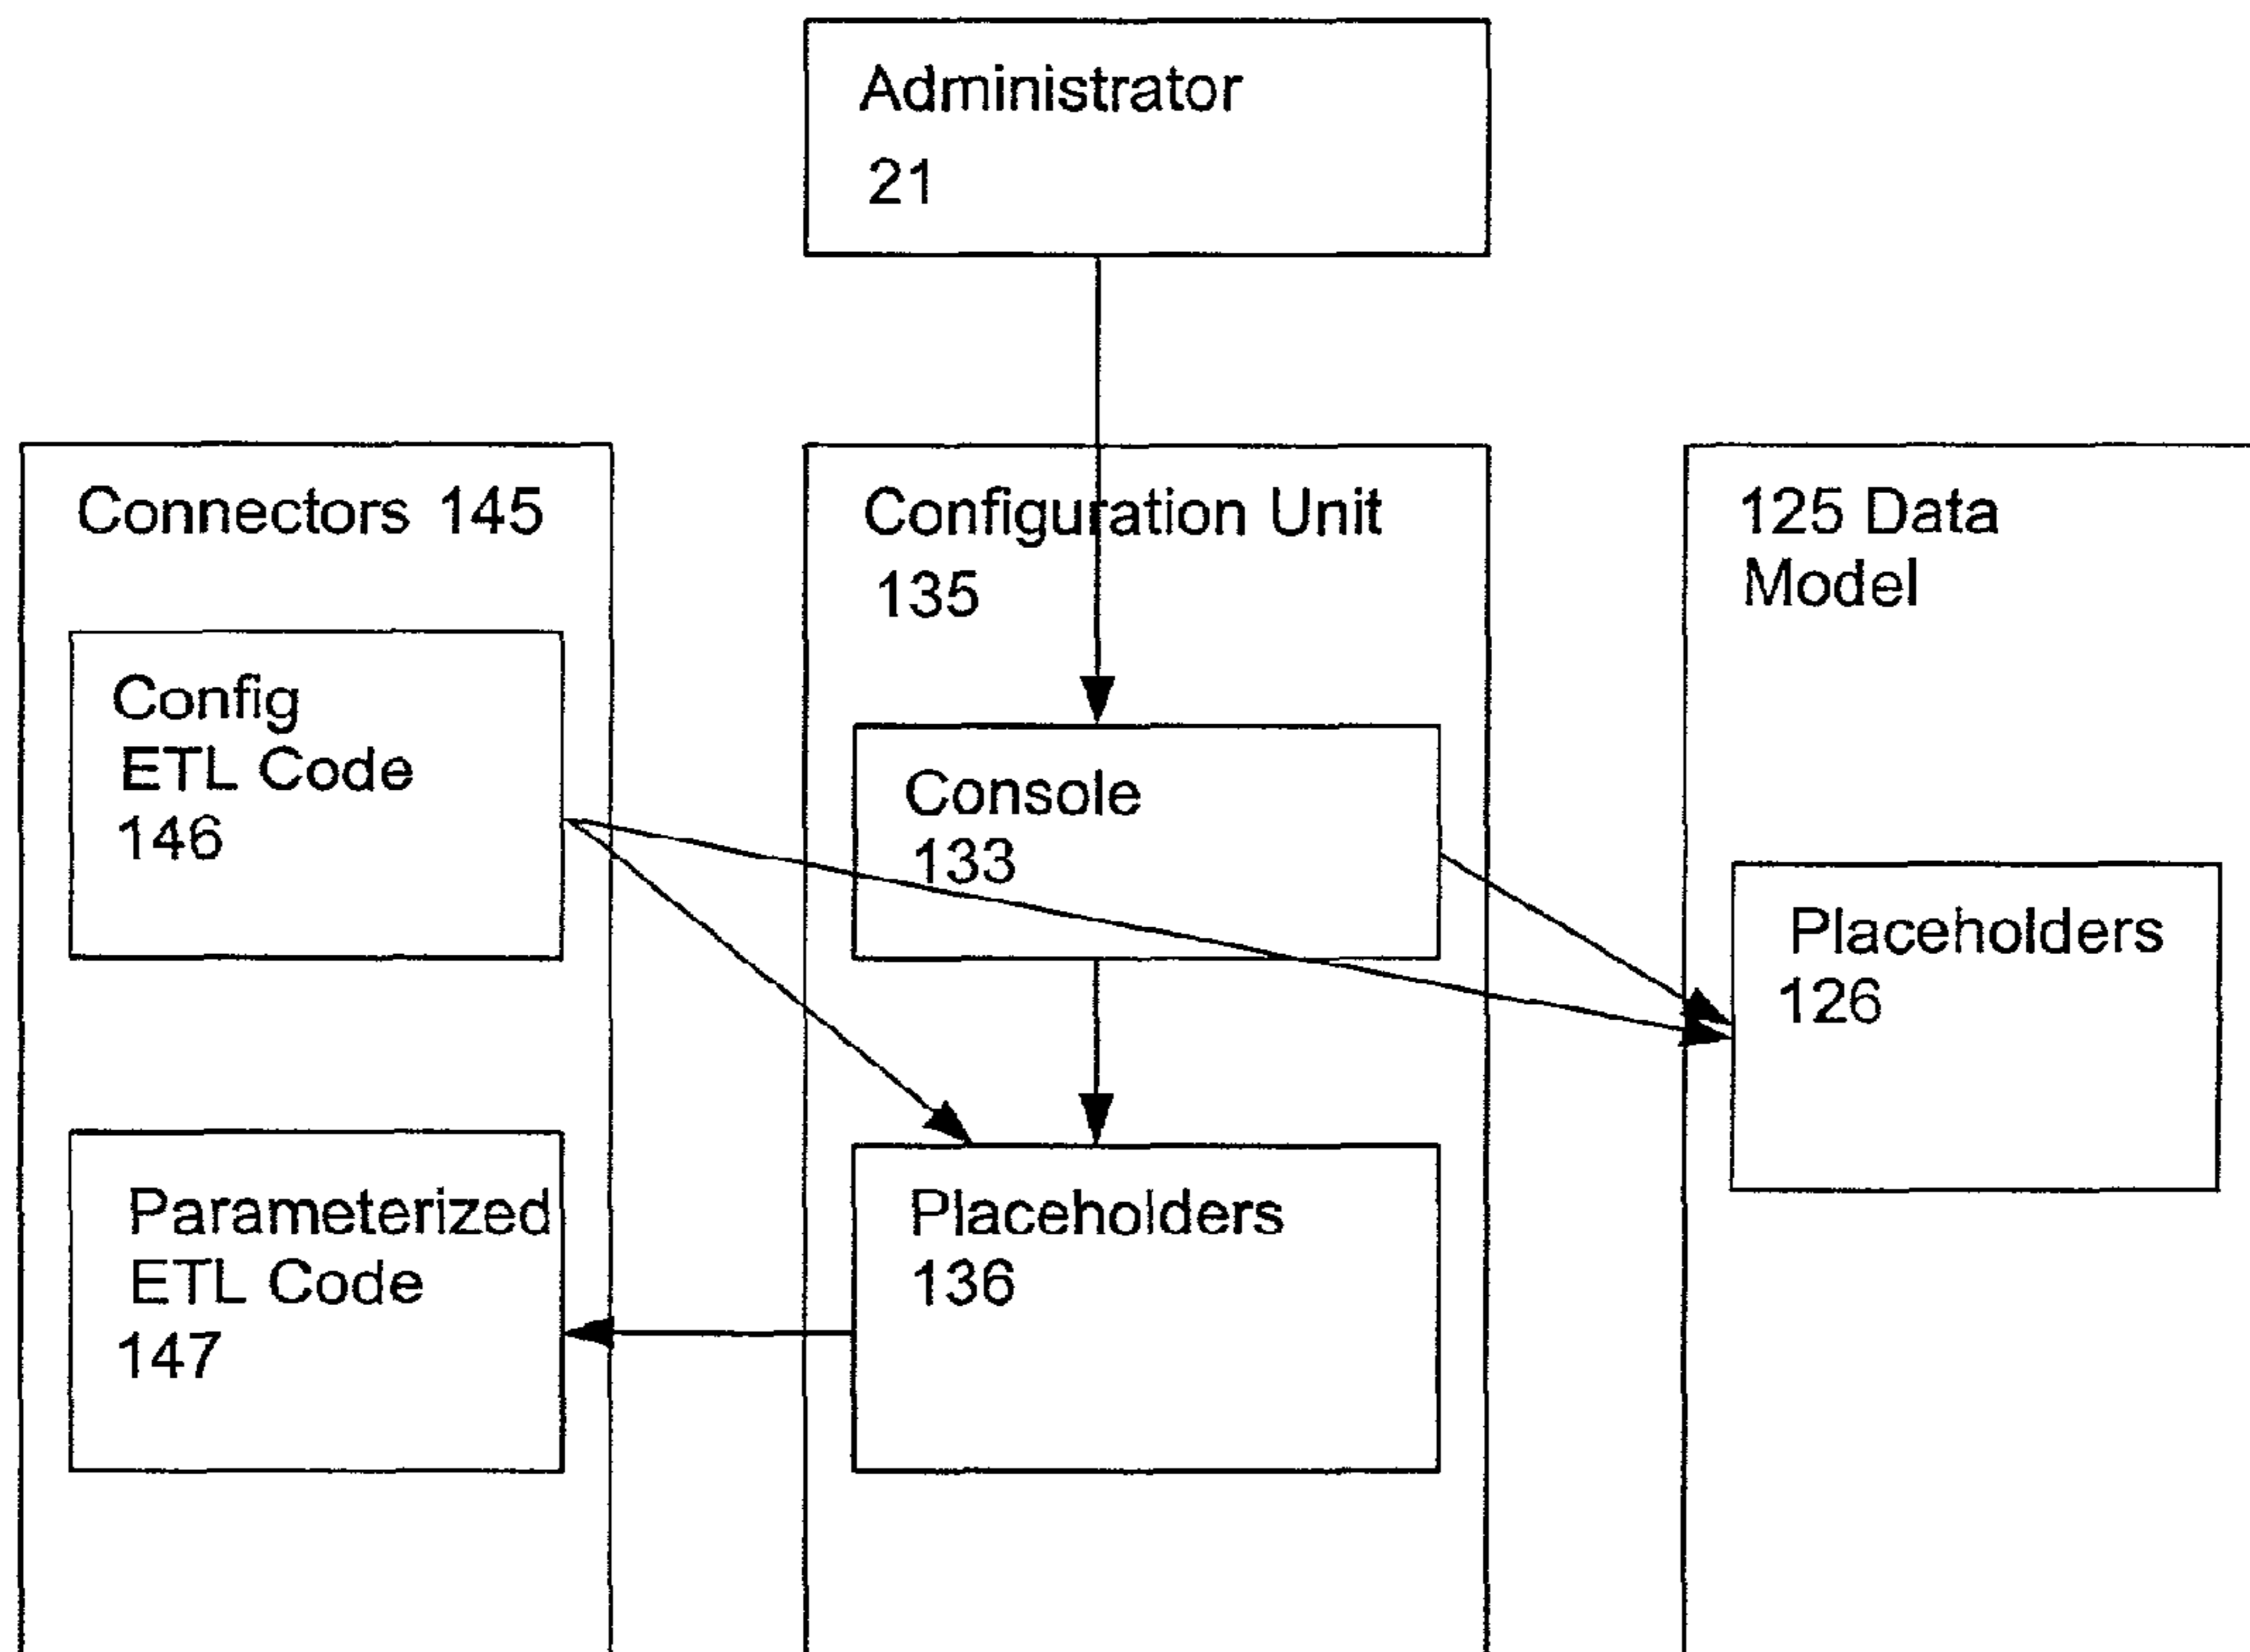 Administrator
21
Connectors 145
Config
ETL Code
146
Parameterized
ETL Code
147
Configuration Unit
135
Console
133
Placeholders
136
125 Data
Model
Placeholders
126